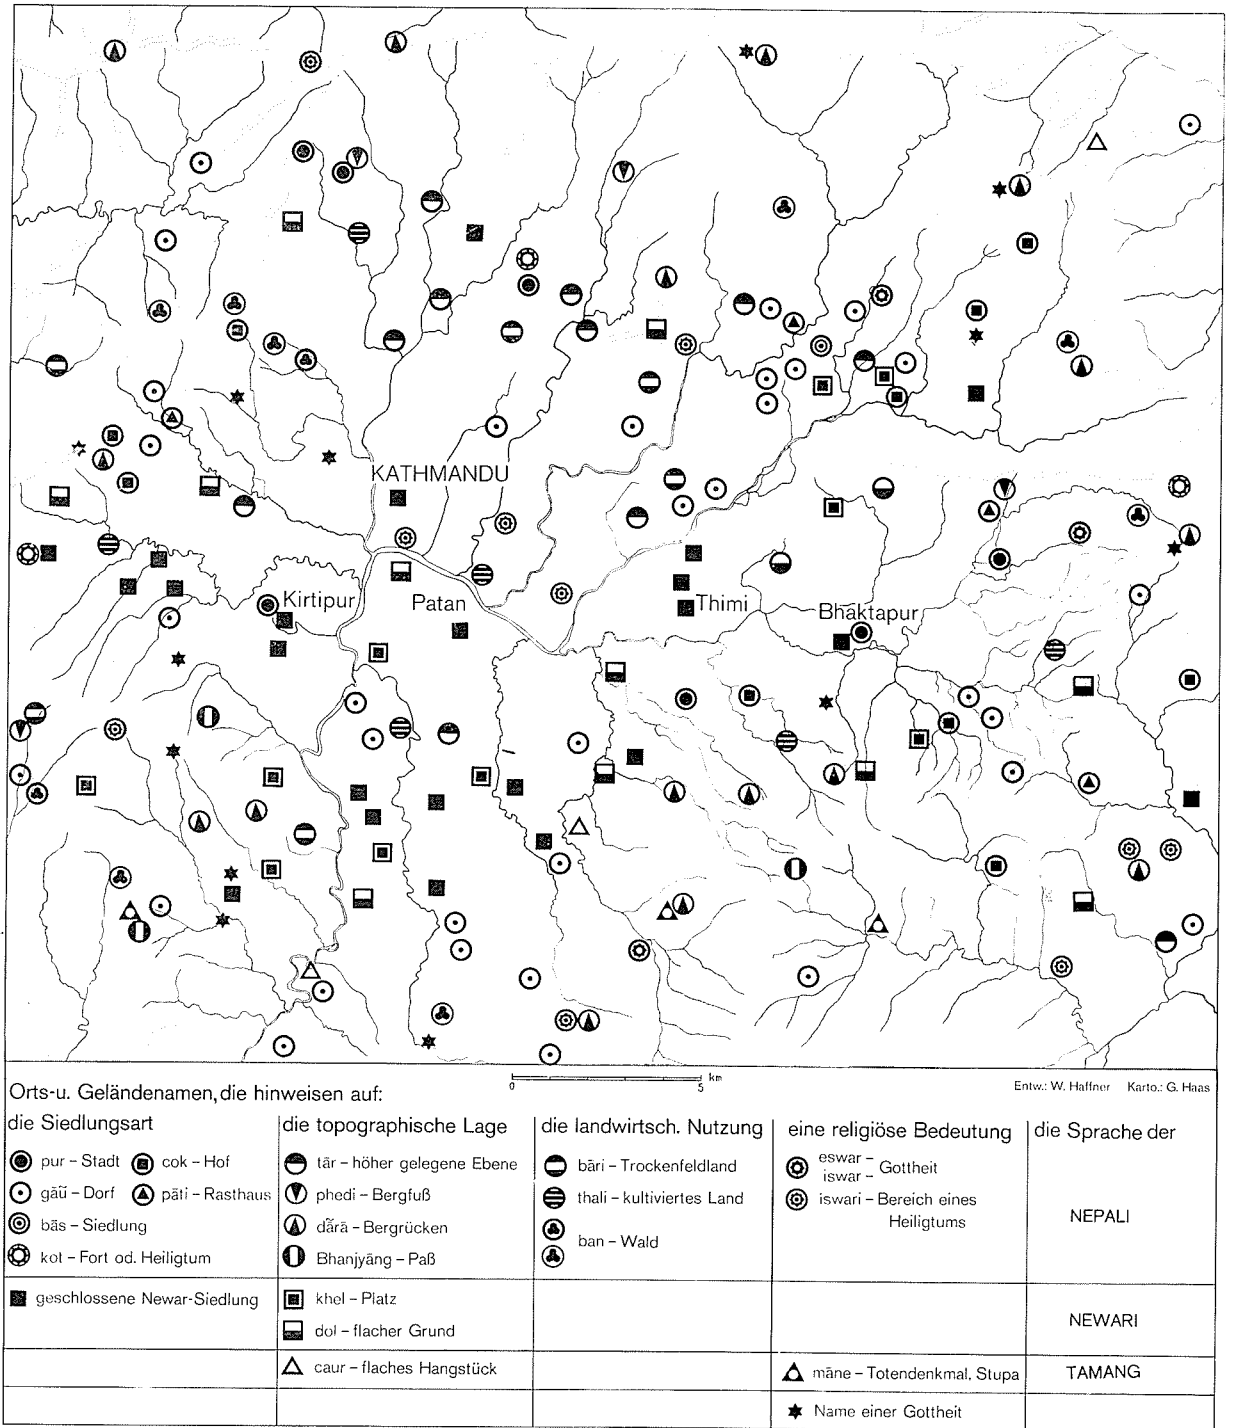 KATHMANDU
Kirtipur
Patan
Thimi
Bhaktapur
0 5 km
Entw.: W. Haffner Karto.: G. Haas
Orts-u. Geländenamen, die hinweisen auf:
die Siedlungsart
pur – Stadt
cok – Hof
gāũ – Dorf
pāti – Rasthaus
bās – Siedlung
kot – Fort od. Heiligtum
geschlossene Newar-Siedlung
die topographische Lage
tār – höher gelegene Ebene
phedi – Bergfuß
dãrã – Bergrücken
Bhanjyāng – Paß
khel – Platz
dol – flacher Grund
caur – flaches Hangstück
die landwirtsch. Nutzung
bāri – Trockenfeldland
thali – kultiviertes Land
ban – Wald
eine religiöse Bedeutung
eswar –
iswar – Gottheit
iswari – Bereich eines
Heiligtums
māne – Totendenkmal, Stupa
Name einer Gottheit
die Sprache der
NEPALI
NEWARI
TAMANG